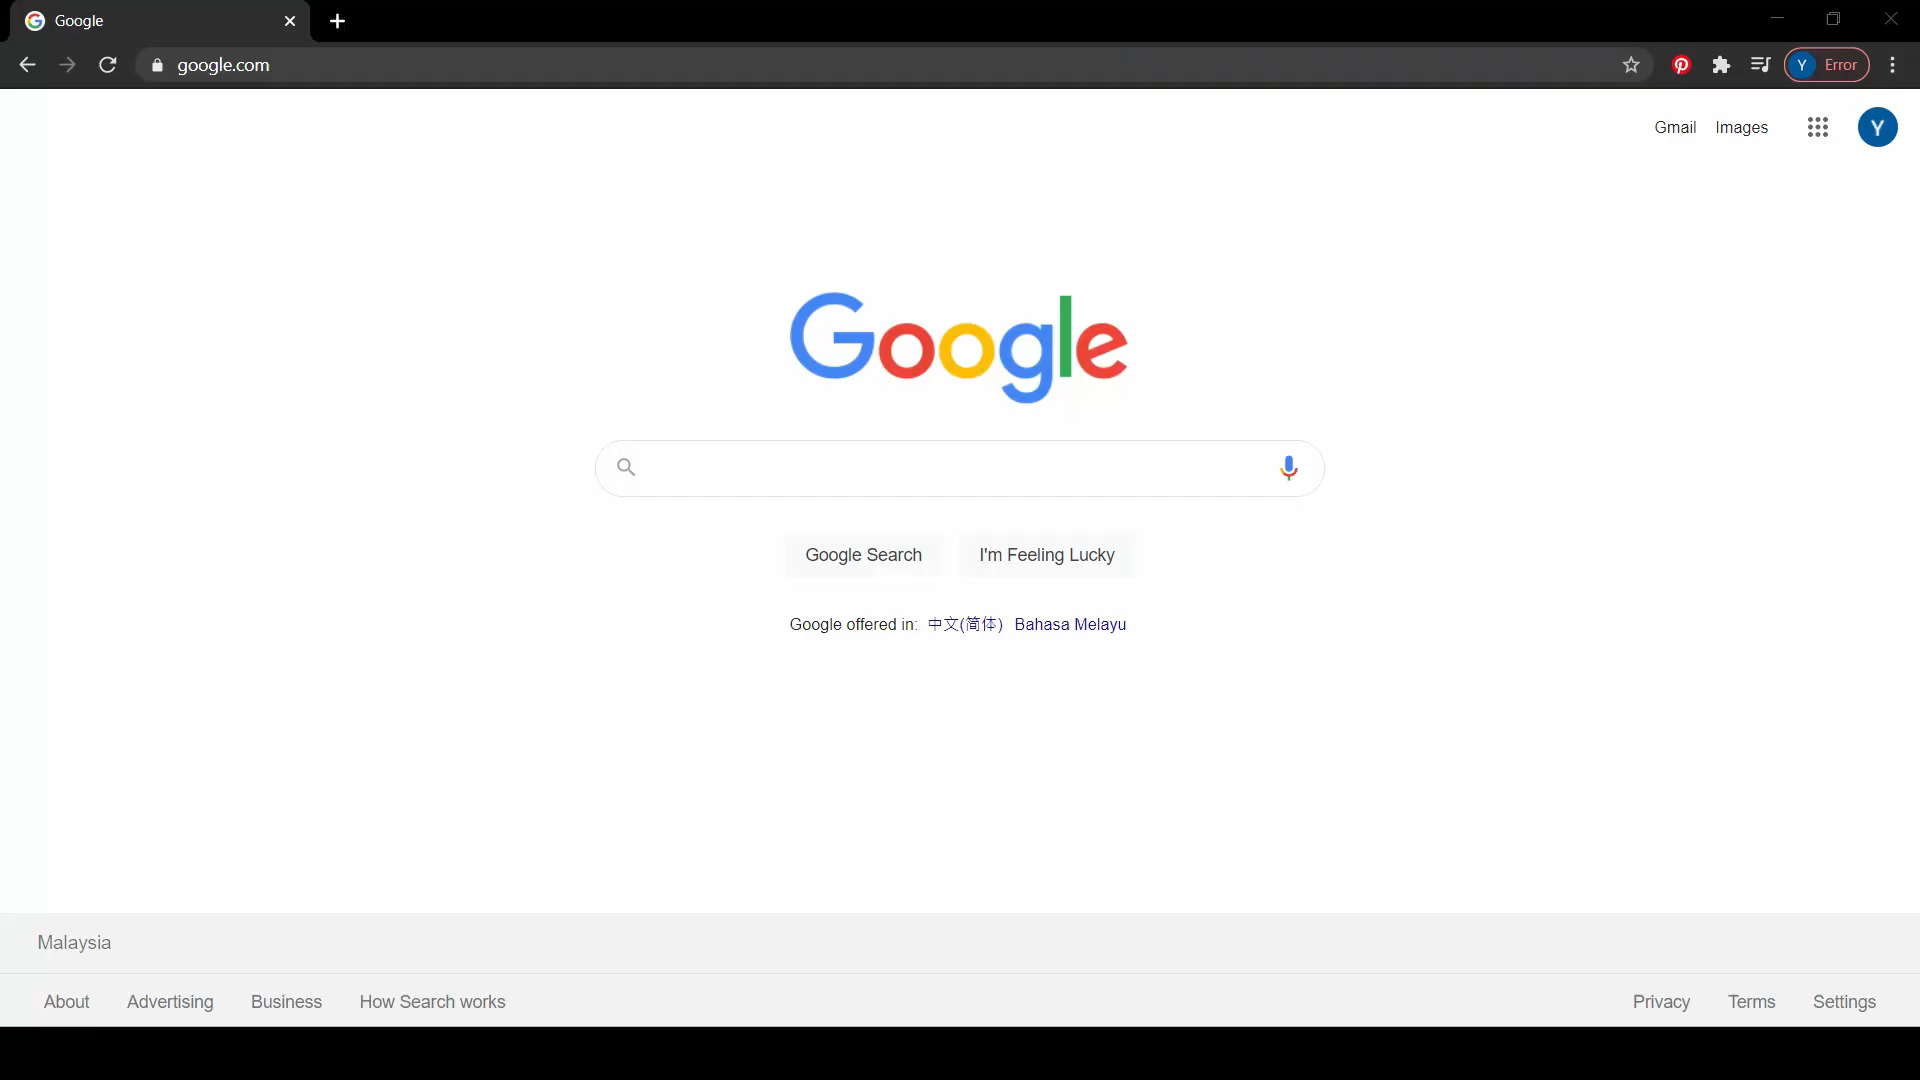 Google
google.com
Y Error
Gmail Images Y
Google
Google Search I'm Feeling Lucky
Google offered in: 中文(简体) Bahasa Melayu
Malaysia
About Advertising Business How Search works Privacy Terms Settings